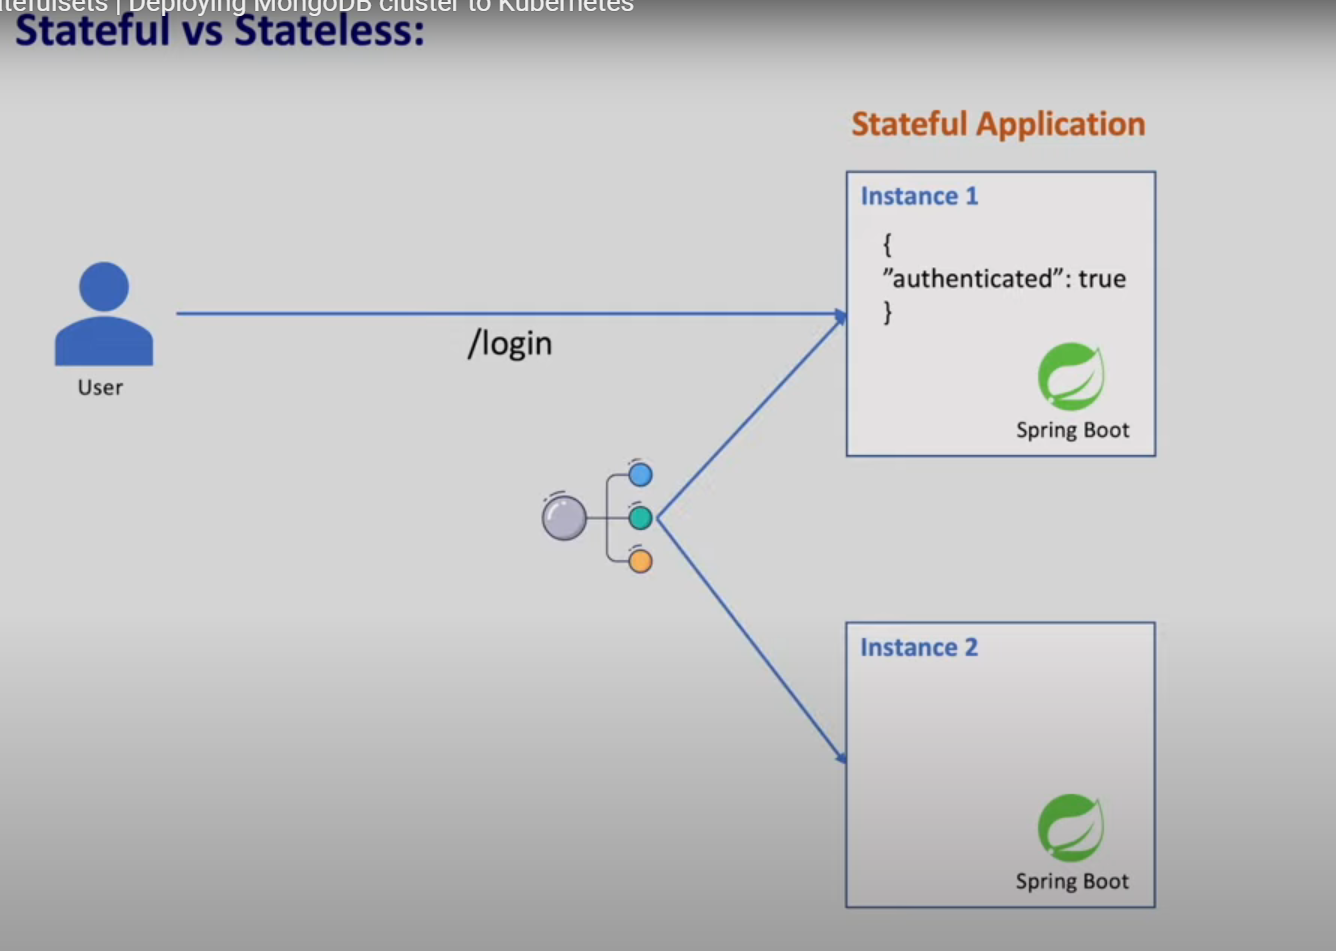 tefulsets | Deploying MongoDB cluster to Kubernetes
Stateful vs Stateless:
Stateful Application
Instance 1
{
”authenticated”: true
}
Spring Boot
/login
User
Instance 2
Spring Boot